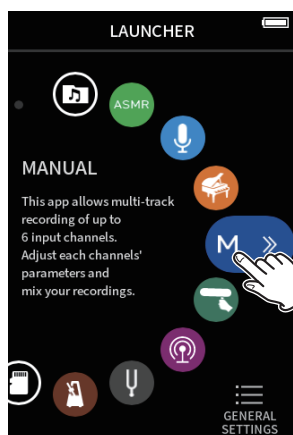 LAUNCHER
ASMR
MANUAL
This app allows multi-track
recording of up to
6 input channels.
Adjust each channels'
parameters and
mix your recordings.
M
GENERAL
SETTINGS